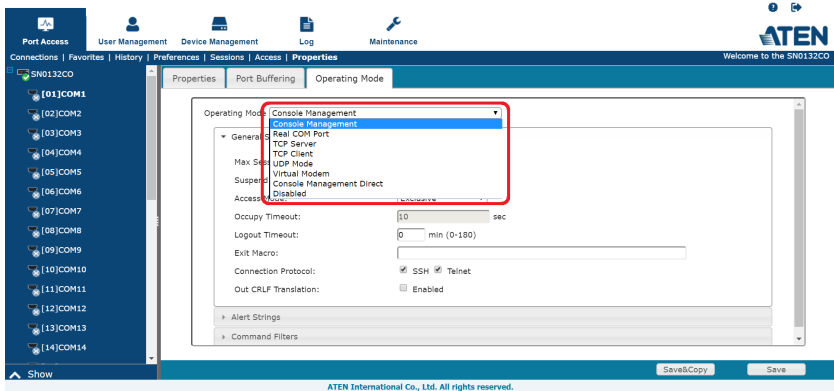 Port Access User Management Device Management Log Maintenance
ATEN
Connections | Favorites | History | Preferences | Sessions | Access | Properties Welcome to the SN0132CO
SN0132CO
[01]COM1
[02]COM2
[03]COM3
[04]COM4
[05]COM5
[06]COM6
[07]COM7
[08]COM8
[09]COM9
[10]COM10
[11]COM11
[12]COM12
[13]COM13
[14]COM14
Show
Properties Port Buffering Operating Mode
Operating Mode Console Management
Console Management
Real COM Port
TCP Server
TCP Client
UDP Mode
Virtual Modem
Console Management Direct
Disabled
General S
Max Sess
Suspend
Access Mode: Exclusive
Occupy Timeout: 10 sec
Logout Timeout: 0 min (0-180)
Exit Macro:
Connection Protocol: SSH Telnet
Out CRLF Translation: Enabled
Alert Strings
Command Filters
Save&Copy Save
ATEN International Co., Ltd. All rights reserved.